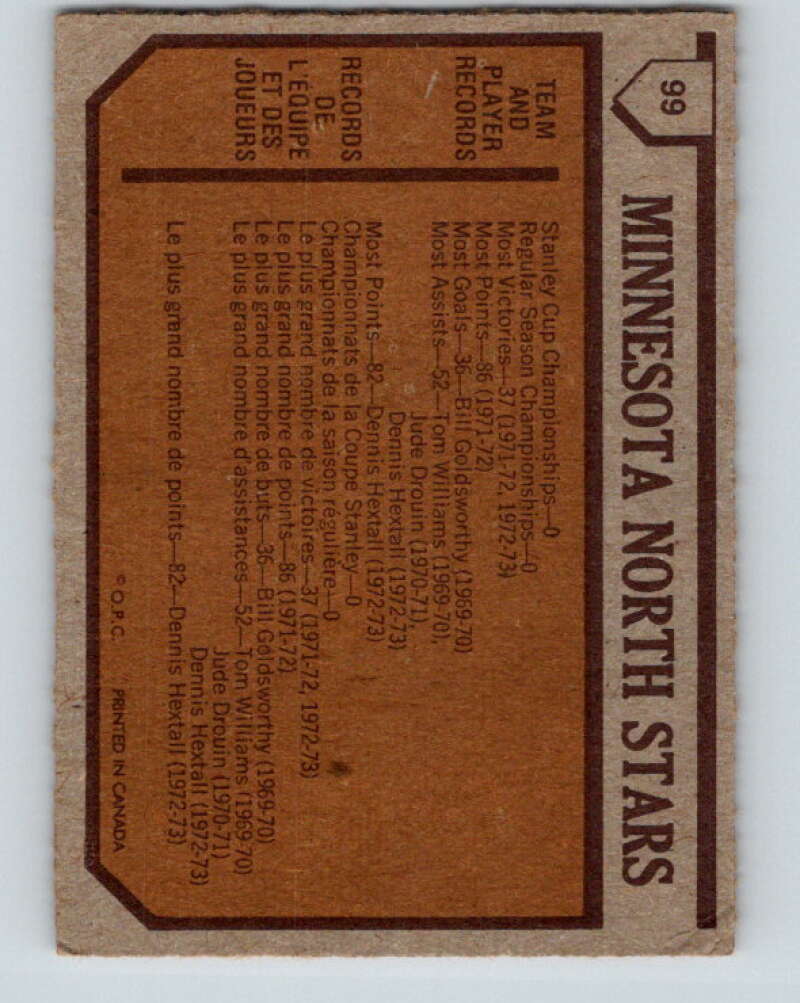 99
MINNESOTA NORTH STARS
TEAM
AND
PLAYER
RECORDS
Stanley Cup Championships—0
Regular Season Championships—0
Most Victories—37 (1971-72, 1972-73)
Most Points—86 (1971-72)
Most Goals—36—Bill Goldsworthy (1969-70)
Most Assists—52—Tom Williams (1969-70),
Jude Drouin (1970-71),
Dennis Hextall (1972-73)
Most Points—82—Dennis Hextall (1972-73)
RECORDS
DE
L'ÉQUIPE
ET DES
JOUEURS
Championnats de la Coupe Stanley—0
Championnats de la saison régulière—0
Le plus grand nombre de victoires—37 (1971-72, 1972-73)
Le plus grand nombre de points—86 (1971-72)
Le plus grand nombre de buts—36—Bill Goldsworthy (1969-70)
Le plus grand nombre d'assistances—52—Tom Williams (1969-70)
Jude Drouin (1970-71)
Dennis Hextall (1972-73)
Le plus grand nombre de points—82—Dennis Hextall (1972-73)
© O.P.C. PRINTED IN CANADA